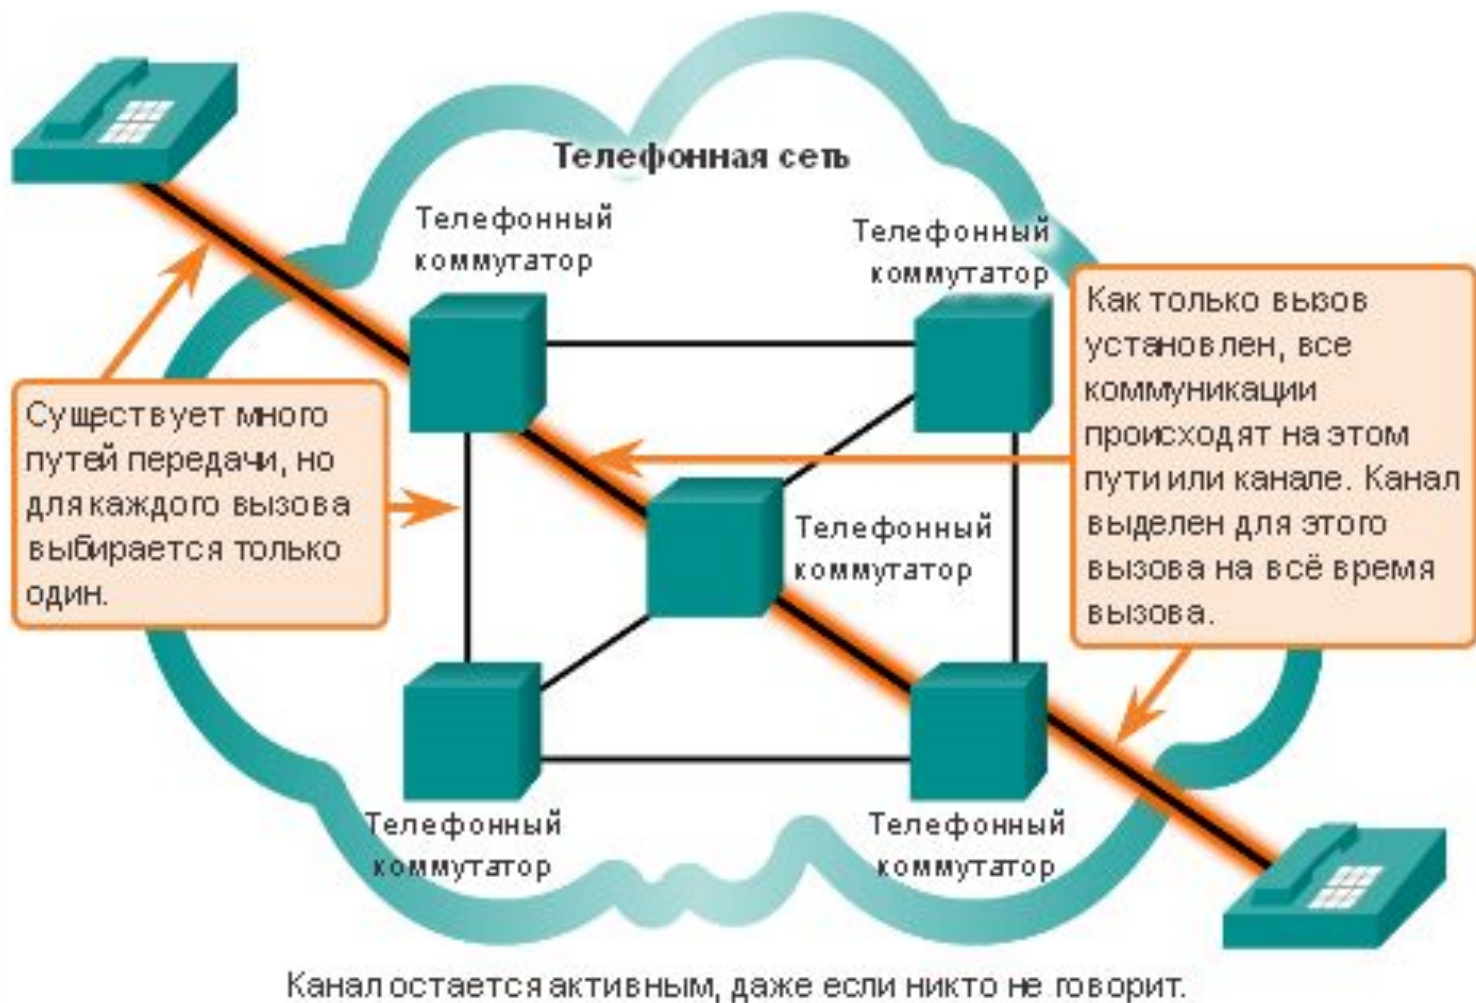 Телефонная сеть
Телефонный
коммутатор
Телефонный
коммутатор
Как только вызов
установлен, все
коммуникации
происходят на этом
пути или канале. Канал
выделен для этого
вызова на всё время
вызова.
Существует много
путей передачи, но
для каждого вызова
выбирается только
один.
Телефонный
коммутатор
Телефонный
коммутатор
Телефонный
коммутатор
Канал остается активным, даже если никто не говорит.